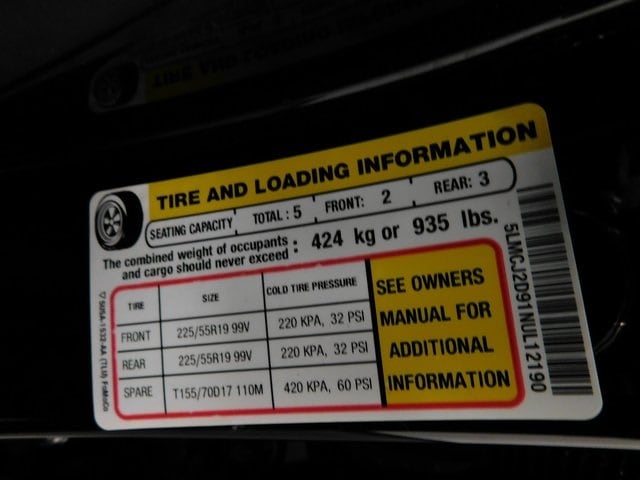 TIRE AND LOADING INFORMATION
SEATING CAPACITY TOTAL: 5 FRONT: 2 REAR: 3
The combined weight of occupants and cargo should never exceed : 424 kg or 935 lbs.
TIRE SIZE COLD TIRE PRESSURE
FRONT 225/55R19 99V 220 KPA, 32 PSI
REAR 225/55R19 99V 220 KPA, 32 PSI
SPARE T155/70D17 110M 420 KPA, 60 PSI
SEE OWNERS
MANUAL FOR
ADDITIONAL
INFORMATION
5LMCJ2D91NUL12190